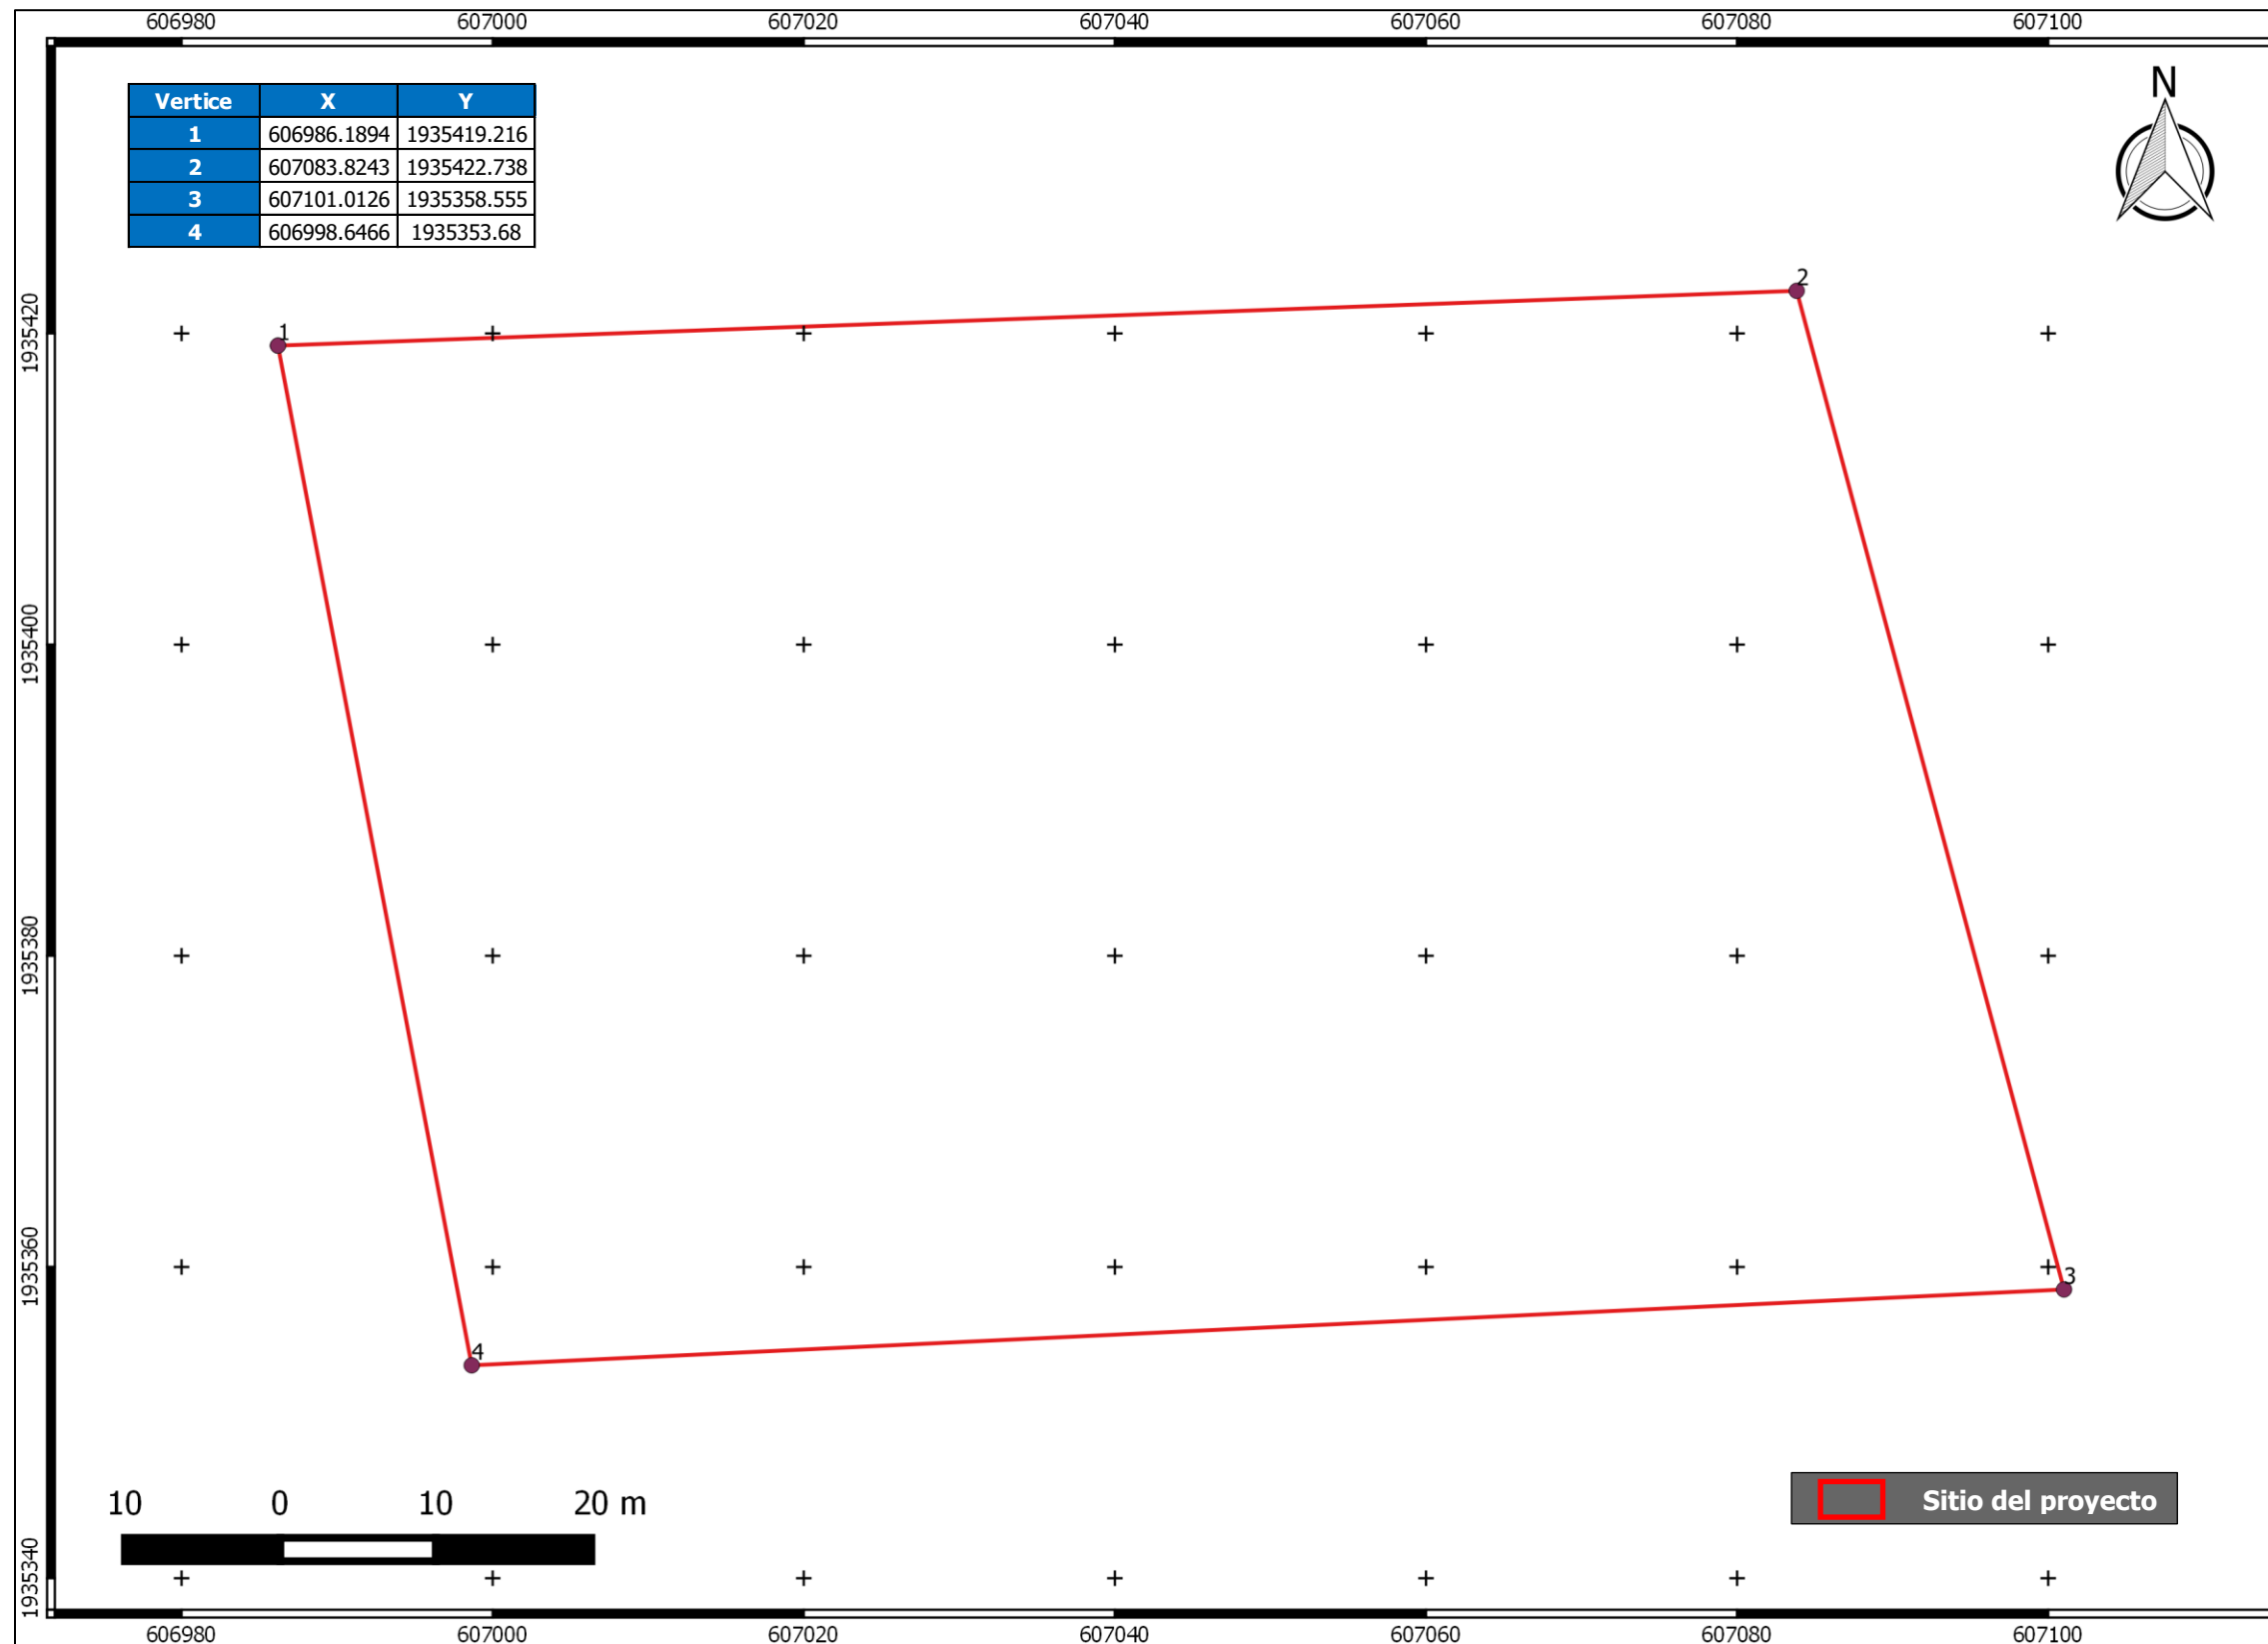 606980 607000 607020 607040 607060 607080 607100
N
Vertice X Y
1 606986.1894 1935419.216
2 607083.8243 1935422.738
3 607101.0126 1935358.555
4 606998.6466 1935353.68
1935420
1935400
1935380
1935360
1935340
2
1
3
4
10 0 10 20 m
Sitio del proyecto
606980 607000 607020 607040 607060 607080 607100